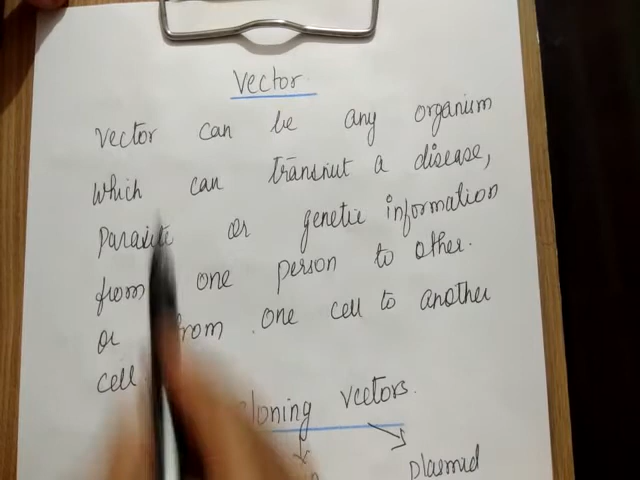 Vector
Vector can be any organism
which can transmit a disease,
Parasite or genetic information
from one person to other.
or from one cell to another
cell
cloning vectors.
plasmid